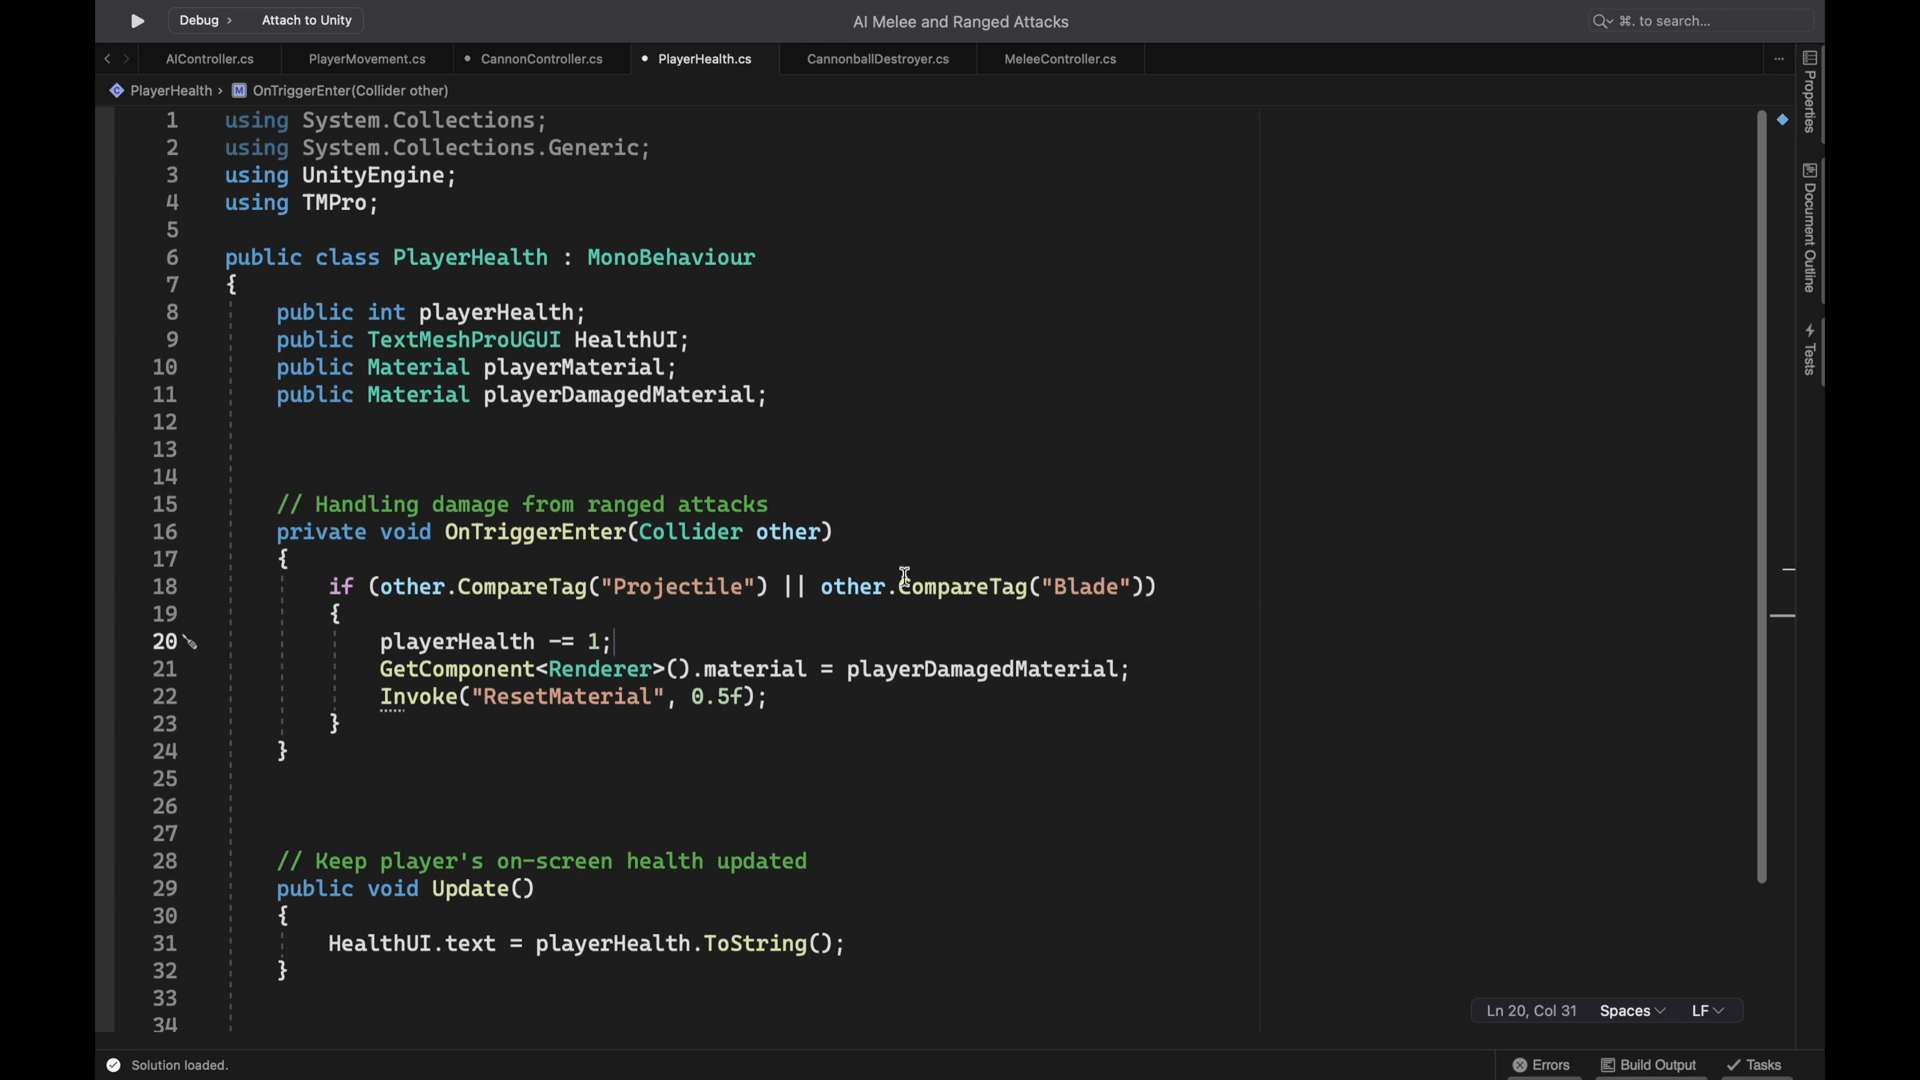 Debug › Attach to Unity
AI Melee and Ranged Attacks
⌘. to search...
AIController.cs
PlayerMovement.cs
CannonController.cs
PlayerHealth.cs
CannonballDestroyer.cs
MeleeController.cs
PlayerHealth › M OnTriggerEnter(Collider other)
1 using System.Collections;
2 using System.Collections.Generic;
3 using UnityEngine;
4 using TMPro;
5
6 public class PlayerHealth : MonoBehaviour
7 {
8 public int playerHealth;
9 public TextMeshProUGUI HealthUI;
10 public Material playerMaterial;
11 public Material playerDamagedMaterial;
12
13
14
15 // Handling damage from ranged attacks
16 private void OnTriggerEnter(Collider other)
17 {
18 if (other.CompareTag("Projectile") || other.CompareTag("Blade"))
19 {
20 playerHealth -= 1;
21 GetComponent<Renderer>().material = playerDamagedMaterial;
22 Invoke("ResetMaterial", 0.5f);
23 }
24 }
25
26
27
28 // Keep player's on-screen health updated
29 public void Update()
30 {
31 HealthUI.text = playerHealth.ToString();
32 }
33
34
Properties
Document Outline
Tests
Ln 20, Col 31 Spaces LF
Solution loaded.
Errors
Build Output
Tasks